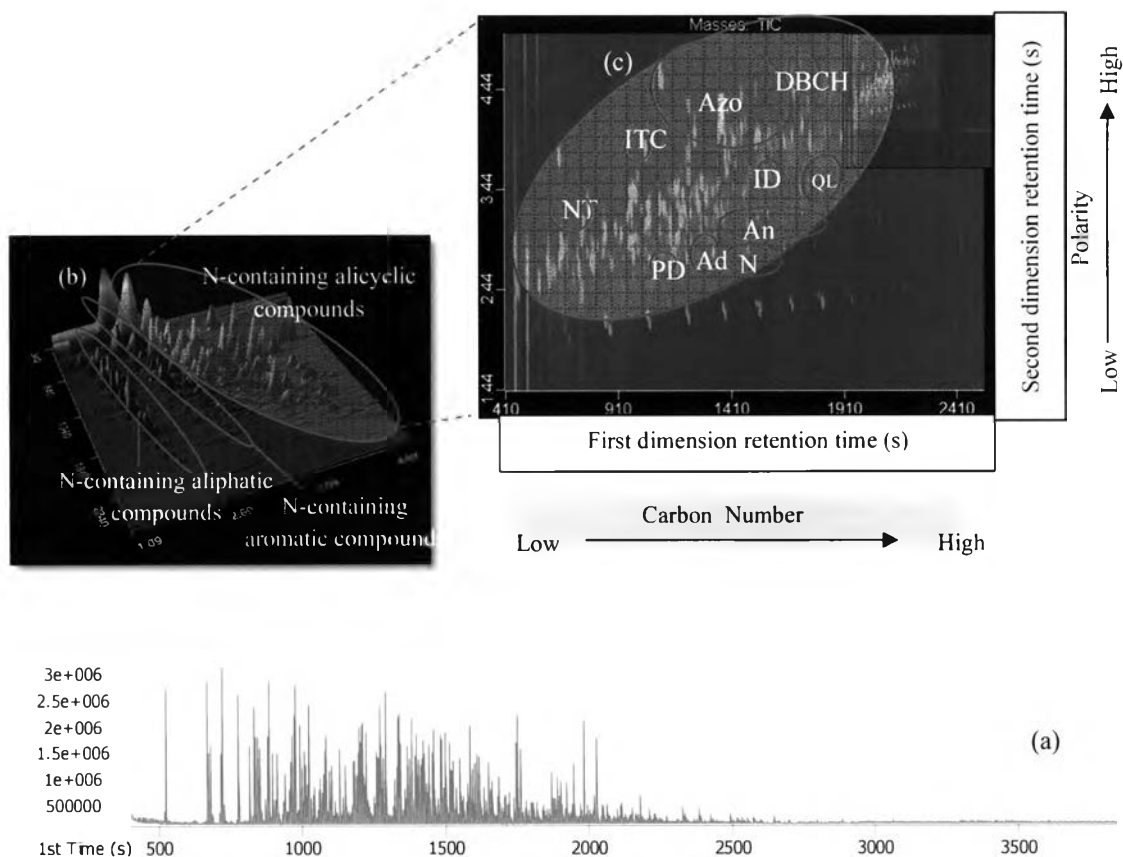 Masses: TIC
(c)
DBCH
Azo
ITC
ID
QL
NT
An
PD
Ad
N
4.44
3.44
2.44
1.44
410
910
1410
1910
2410
Second dimension retention time (s)
Polarity
High
Low
First dimension retention time (s)
Carbon Number
Low
High
(b)
N-containing alicyclic
compounds
N-containing aliphatic
compounds
N-containing
aromatic compound
1.09
3e+006
2.5e+006
2e+006
1.5e+006
1e+006
500000
(a)
1st Time (s)
500
1000
1500
2000
2500
3000
3500